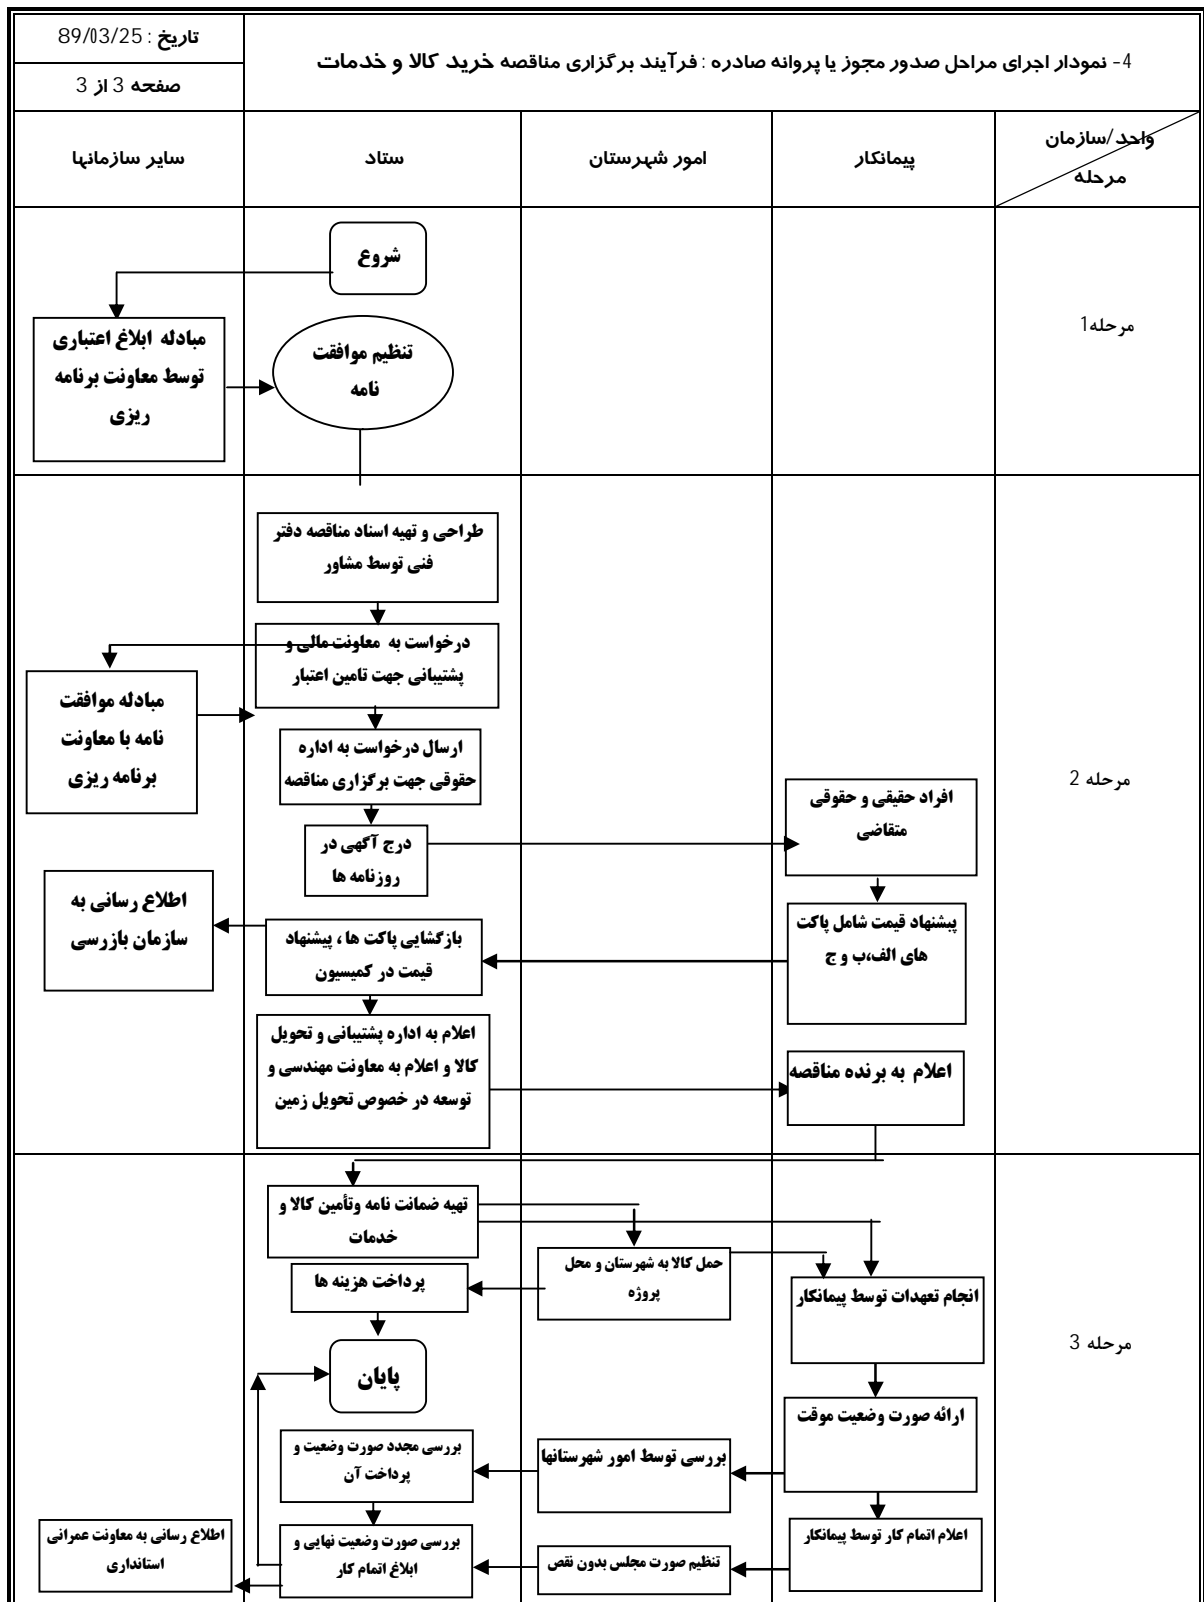 4- نمودار اجرای مراحل صدور مجوز یا پروانه صادره : فرآیند برگزاری مناقصه خرید کالا و خدمات
تاریخ : 89/03/25
صفحه 3 از 3
واحد/سازمان
مرحله
پیمانکار
امور شهرستان
ستاد
سایر سازمانها
مرحله1
شروع
مبادله ابلاغ اعتباری
توسط معاونت برنامه
ریزی
تنظیم موافقت
نامه
مرحله 2
طراحی و تهیه اسناد مناقصه دفتر
فنی توسط مشاور
درخواست به معاونت مالی و
پشتیبانی جهت تامین اعتبار
مبادله موافقت
نامه با معاونت
برنامه ریزی
ارسال درخواست به اداره
حقوقی جهت برگزاری مناقصه
درج آگهی در
روزنامه ها
افراد حقیقی و حقوقی
متقاضی
پیشنهاد قیمت شامل پاکت
های الف،ب و ج
بازگشایی پاکت ها ، پیشنهاد
قیمت در کمیسیون
اطلاع رسانی به
سازمان بازرسی
اعلام به اداره پشتیبانی و تحویل
کالا و اعلام به معاونت مهندسی و
توسعه در خصوص تحویل زمین
اعلام به برنده مناقصه
مرحله 3
تهیه ضمانت نامه وتأمین کالا و
خدمات
حمل کالا به شهرستان و محل
پروژه
پرداخت هزینه ها
انجام تعهدات توسط پیمانکار
پایان
ارائه صورت وضعیت موقت
بررسی توسط امور شهرستانها
بررسی مجدد صورت وضعیت و
پرداخت آن
اعلام اتمام کار توسط پیمانکار
تنظیم صورت مجلس بدون نقص
بررسی صورت وضعیت نهایی و
ابلاغ اتمام کار
اطلاع رسانی به معاونت عمرانی
استانداری